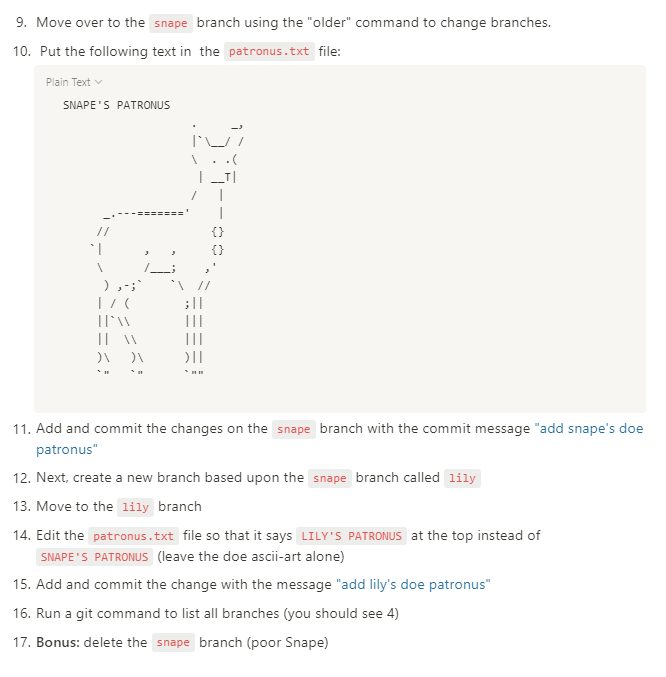 9. Move over to the snape branch using the "older" command to change branches.
10. Put the following text in the patronus.txt file:
Plain Text
SNAPE'S PATRONUS
                   .     _,
                   |`\__/ /
                   \  . .(
                    | __T|
                   /   |
      _.---======='    |
     //               {}
    `|      ,   ,     {}
     \      /___;    ,'
      ) ,-;`    `\  //
     | / (        ;||
     ||`\\        |||
     ||  \\       |||
     )\   )\      )||
     `"   `"      `""
11. Add and commit the changes on the snape branch with the commit message "add snape's doe
patronus"
12. Next, create a new branch based upon the snape branch called lily
13. Move to the lily branch
14. Edit the patronus.txt file so that it says LILY'S PATRONUS at the top instead of
SNAPE'S PATRONUS (leave the doe ascii-art alone)
15. Add and commit the change with the message "add lily's doe patronus"
16. Run a git command to list all branches (you should see 4)
17. Bonus: delete the snape branch (poor Snape)